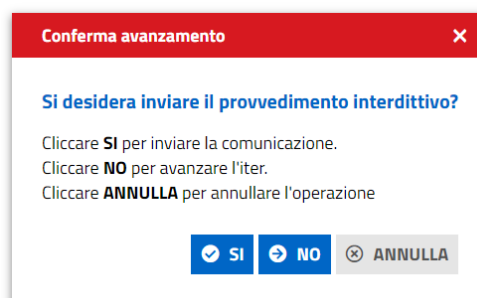 Conferma avanzamento
Si desidera inviare il provvedimento interdittivo?
Cliccare SI per inviare la comunicazione.
Cliccare NO per avanzare l'iter.
Cliccare ANNULLA per annullare l'operazione
SI NO ANNULLA